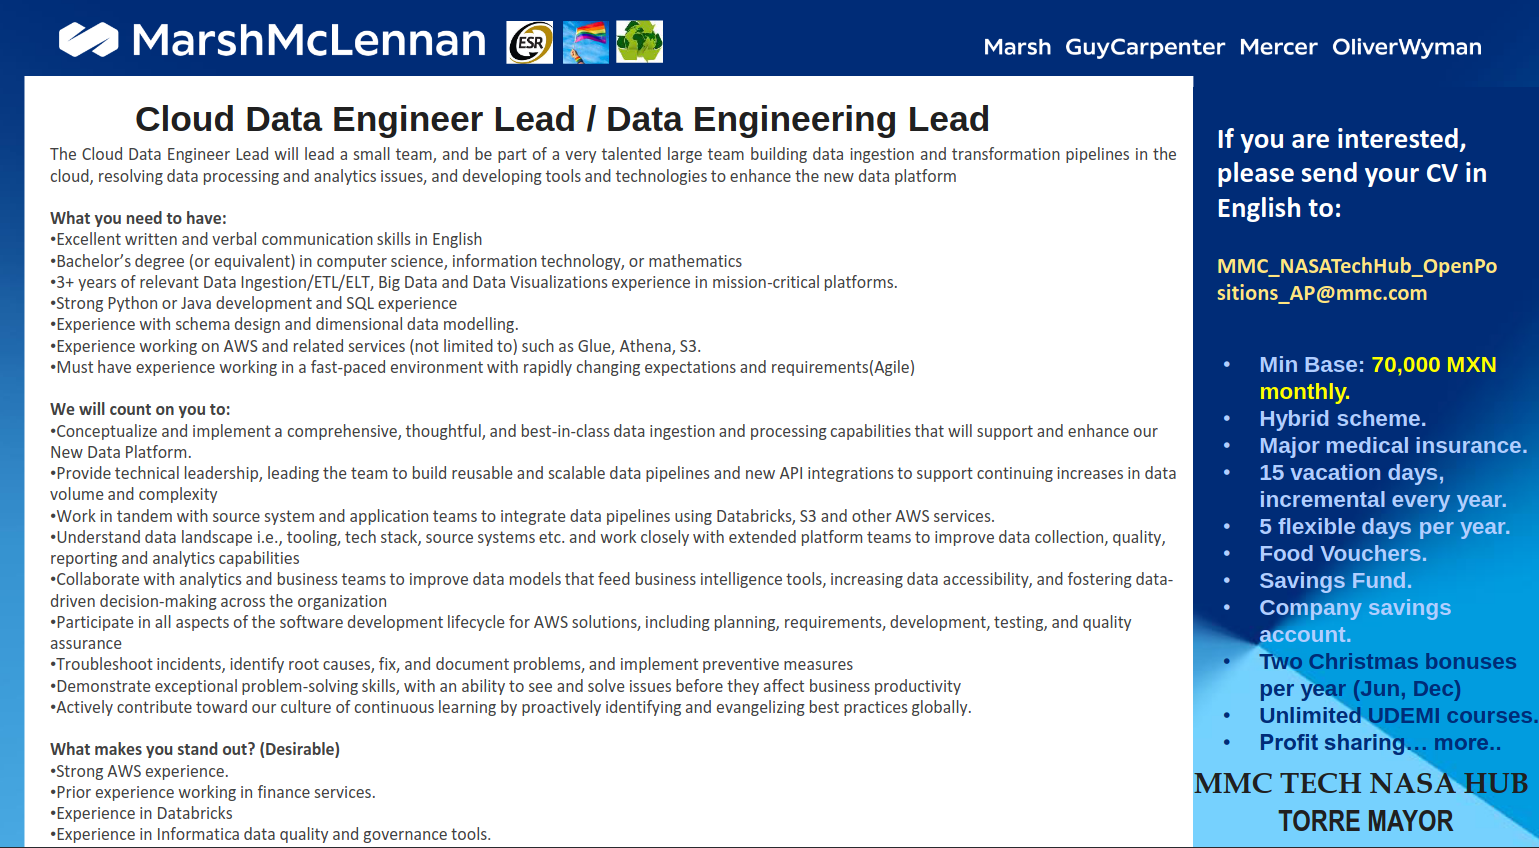 MarshMcLennan
ESR
Marsh GuyCarpenter Mercer OliverWyman
Cloud Data Engineer Lead / Data Engineering Lead
The Cloud Data Engineer Lead will lead a small team, and be part of a very talented large team building data ingestion and transformation pipelines in the
cloud, resolving data processing and analytics issues, and developing tools and technologies to enhance the new data platform
What you need to have:
•Excellent written and verbal communication skills in English
•Bachelor’s degree (or equivalent) in computer science, information technology, or mathematics
•3+ years of relevant Data Ingestion/ETL/ELT, Big Data and Data Visualizations experience in mission-critical platforms.
•Strong Python or Java development and SQL experience
•Experience with schema design and dimensional data modelling.
•Experience working on AWS and related services (not limited to) such as Glue, Athena, S3.
•Must have experience working in a fast-paced environment with rapidly changing expectations and requirements(Agile)
We will count on you to:
•Conceptualize and implement a comprehensive, thoughtful, and best-in-class data ingestion and processing capabilities that will support and enhance our
New Data Platform.
•Provide technical leadership, leading the team to build reusable and scalable data pipelines and new API integrations to support continuing increases in data
volume and complexity
•Work in tandem with source system and application teams to integrate data pipelines using Databricks, S3 and other AWS services.
•Understand data landscape i.e., tooling, tech stack, source systems etc. and work closely with extended platform teams to improve data collection, quality,
reporting and analytics capabilities
•Collaborate with analytics and business teams to improve data models that feed business intelligence tools, increasing data accessibility, and fostering data-
driven decision-making across the organization
•Participate in all aspects of the software development lifecycle for AWS solutions, including planning, requirements, development, testing, and quality
assurance
•Troubleshoot incidents, identify root causes, fix, and document problems, and implement preventive measures
•Demonstrate exceptional problem-solving skills, with an ability to see and solve issues before they affect business productivity
•Actively contribute toward our culture of continuous learning by proactively identifying and evangelizing best practices globally.
What makes you stand out? (Desirable)
•Strong AWS experience.
•Prior experience working in finance services.
•Experience in Databricks
•Experience in Informatica data quality and governance tools.
If you are interested,
please send your CV in
English to:
MMC_NASATechHub_OpenPo
sitions_AP@mmc.com
• Min Base: 70,000 MXN
monthly.
• Hybrid scheme.
• Major medical insurance.
• 15 vacation days,
incremental every year.
• 5 flexible days per year.
• Food Vouchers.
• Savings Fund.
• Company savings
account.
• Two Christmas bonuses
per year (Jun, Dec)
• Unlimited UDEMI courses.
• Profit sharing… more..
MMC TECH NASA HUB
TORRE MAYOR